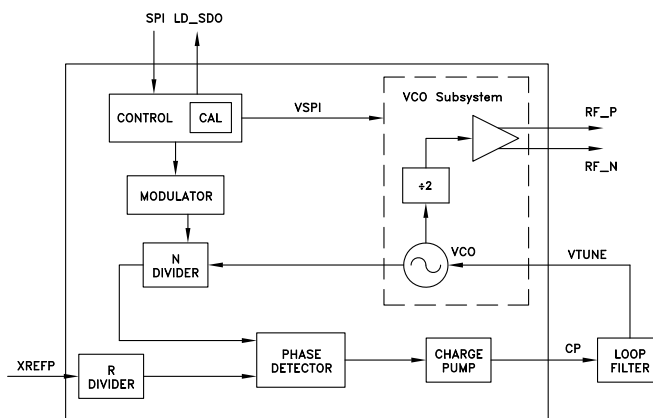 SPI LD_SDO
CONTROL
CAL
VSPI
VCO Subsystem
RF_P
RF_N
÷2
MODULATOR
N
DIVIDER
VCO
VTUNE
XREFP
R
DIVIDER
PHASE
DETECTOR
CHARGE
PUMP
CP
LOOP
FILTER